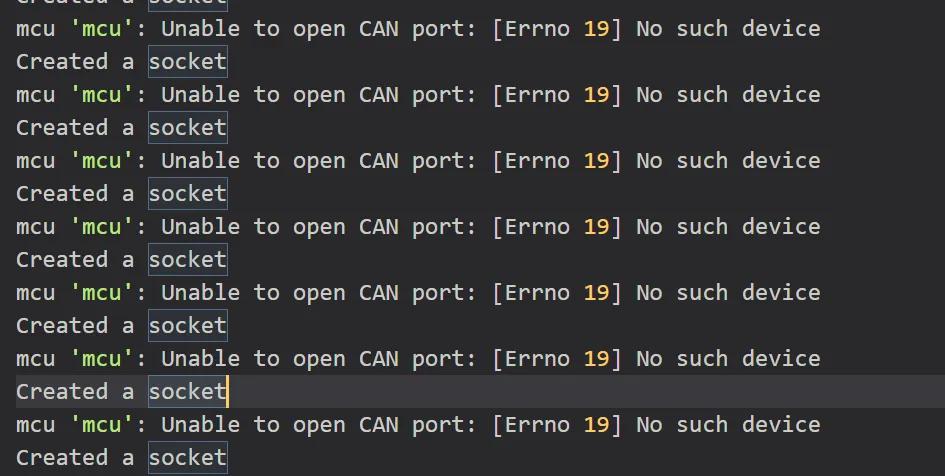 Created a socket
mcu 'mcu': Unable to open CAN port: [Errno 19] No such device
Created a socket
mcu 'mcu': Unable to open CAN port: [Errno 19] No such device
Created a socket
mcu 'mcu': Unable to open CAN port: [Errno 19] No such device
Created a socket
mcu 'mcu': Unable to open CAN port: [Errno 19] No such device
Created a socket
mcu 'mcu': Unable to open CAN port: [Errno 19] No such device
Created a socket
mcu 'mcu': Unable to open CAN port: [Errno 19] No such device
Created a socket
mcu 'mcu': Unable to open CAN port: [Errno 19] No such device
Created a socket